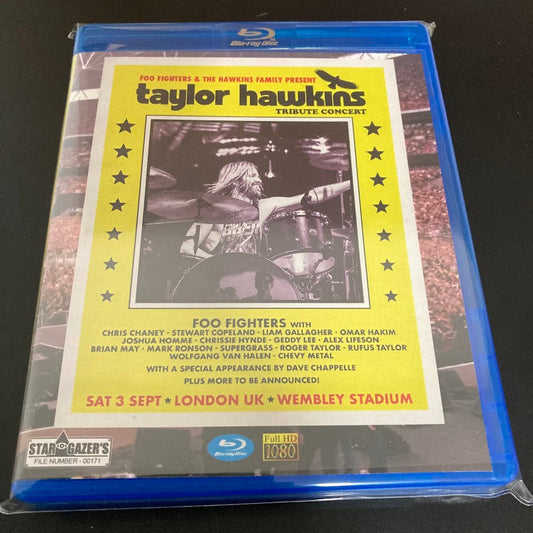 Blu-ray Disc
FOO FIGHTERS & THE HAWKINS FAMILY PRESENT
taylor hawkins
TRIBUTE CONCERT
FOO FIGHTERS WITH
CHRIS CHANEY · STEWART COPELAND · LIAM GALLAGHER · OMAR HAKIM
JOSHUA HOMME · CHRISSIE HYNDE · GEDDY LEE · ALEX LIFESON
BRIAN MAY · MARK RONSON · SUPERGRASS · ROGER TAYLOR · RUFUS TAYLOR
WOLFGANG VAN HALEN · CHEVY METAL
WITH A SPECIAL APPEARANCE BY DAVE CHAPPELLE
PLUS MORE TO BE ANNOUNCED!
SAT 3 SEPT ★ LONDON UK ★ WEMBLEY STADIUM
STAR GAZER'S
FILE NUMBER - 00171
Blu-ray Disc
Full HD
1080